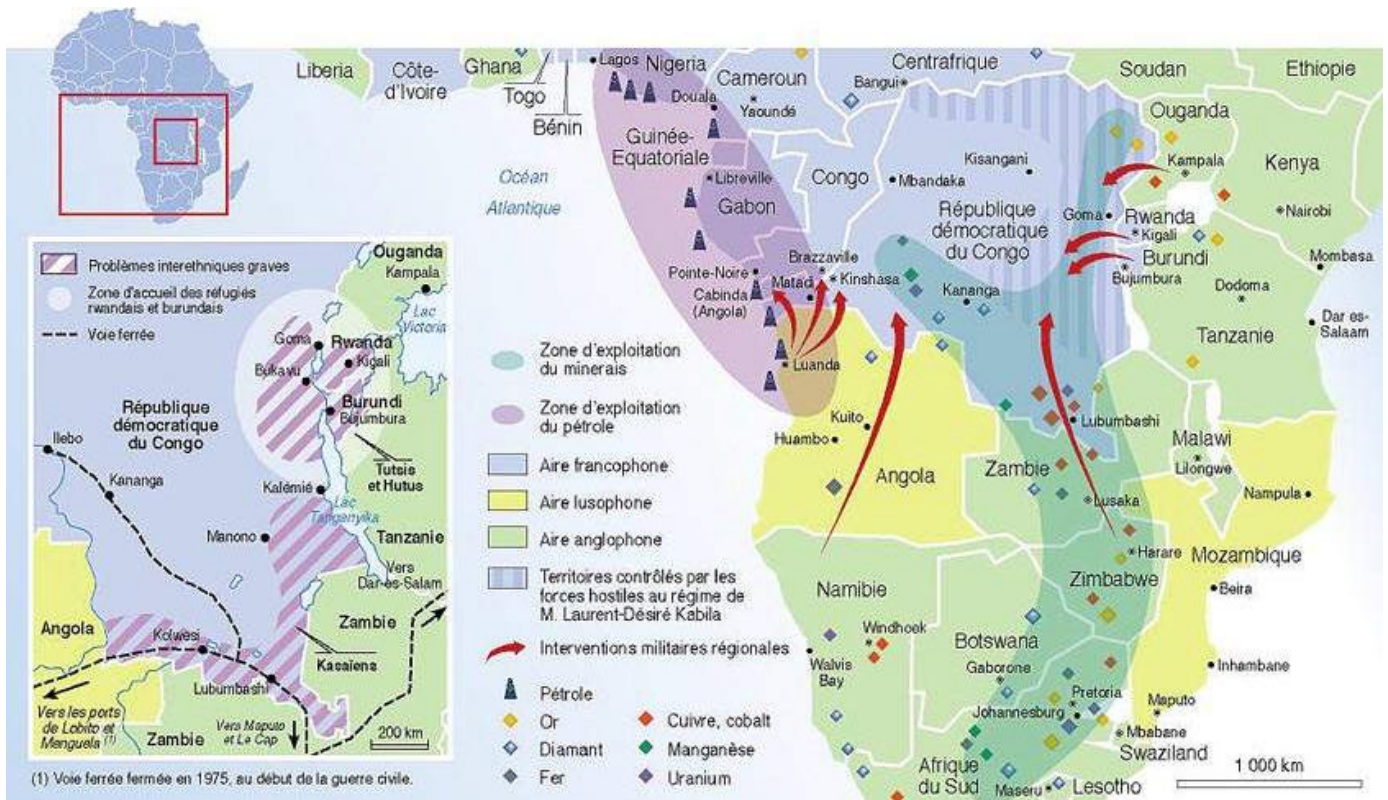 Liberia
Côte-
d'Ivoire
Ghana
Togo
Bénin
Lagos
Nigeria
Douala
Cameroun
Yaoundé
Centrafrique
Bangui
Soudan
Ethiopie
Guinée-
Equatoriale
Libreville
Gabon
Congo
Océan
Atlantique
Mbandaka
Kisangani
République
démocratique
du Congo
Ouganda
Kampala
Kenya
Nairobi
Goma
Rwanda
Kigali
Burundi
Bujumbura
Mombasa
Dodoma
Dar es-
Salaam
Tanzanie
Pointe-Noire
Brazzaville
Matadi
Kinshasa
Cabinda
(Angola)
Kananga
Luanda
Kuito
Huambo
Angola
Lubumbashi
Zambie
Lusaka
Malawi
Lilongwe
Nampula
Harare
Mozambique
Zimbabwe
Beira
Namibie
Windhoek
Walvis
Bay
Botswana
Gaborone
Pretoria
Johannesburg
Inhambane
Maputo
Mbabane
Swaziland
Afrique
du Sud
Maseru
Lesotho
1 000 km
Zone d'exploitation
du minerais
Zone d'exploitation
du pétrole
Aire francophone
Aire lusophone
Aire anglophone
Territoires contrôlés par les
forces hostiles au régime de
M. Laurent-Désiré Kabila
Interventions militaires régionales
Pétrole
Or
Diamant
Fer
Cuivre, cobalt
Manganèse
Uranium
Problèmes interethniques graves
Zone d'accueil des réfugiés
rwandais et burundais
Voie ferrée
Ouganda
Kampala
Lac
Victoria
Goma
Rwanda
Kigali
Bukavu
Burundi
Bujumbura
République
démocratique
du Congo
Ilebo
Kananga
Tutsis
et Hutus
Kalémié
Lac
Tanganyika
Manono
Tanzanie
Vers
Dar-es-Salam
Angola
Kolwesi
Zambie
Kasaïens
Lubumbashi
Vers les ports
de Lobito et
Menguela (1)
Zambie
Vers Maputo
et Le Cap
200 km
(1) Voie ferrée fermée en 1975, au début de la guerre civile.